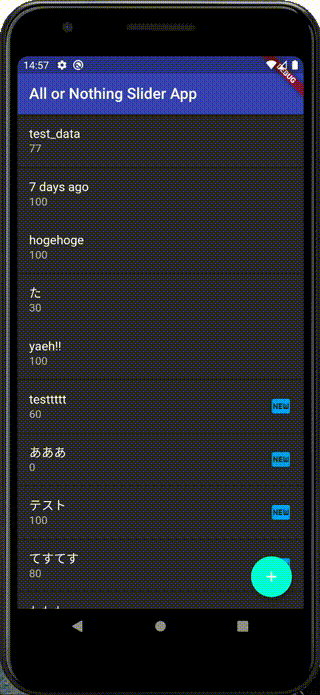 14:57
DEBUG
All or Nothing Slider App
test_data
77
7 days ago
100
hogehoge
100
た
30
yaeh!!
100
testtttt
60
NEW
あああ
0
NEW
テスト
100
NEW
てすてす
80
+